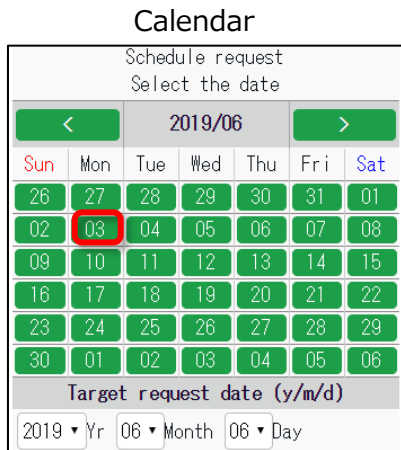 Calendar
Schedule request
Select the date
< 2019/06 >
Sun Mon Tue Wed Thu Fri Sat
26 27 28 29 30 31 01
02 03 04 05 06 07 08
09 10 11 12 13 14 15
16 17 18 19 20 21 22
23 24 25 26 27 28 29
30 01 02 03 04 05 06
Target request date (y/m/d)
2019 ▾ Yr 06 ▾ Month 06 ▾ Day